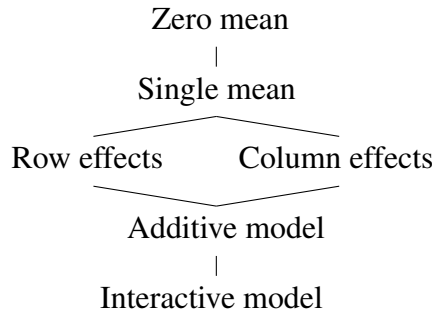 Zero mean
Single mean
Row effects Column effects
Additive model
Interactive model